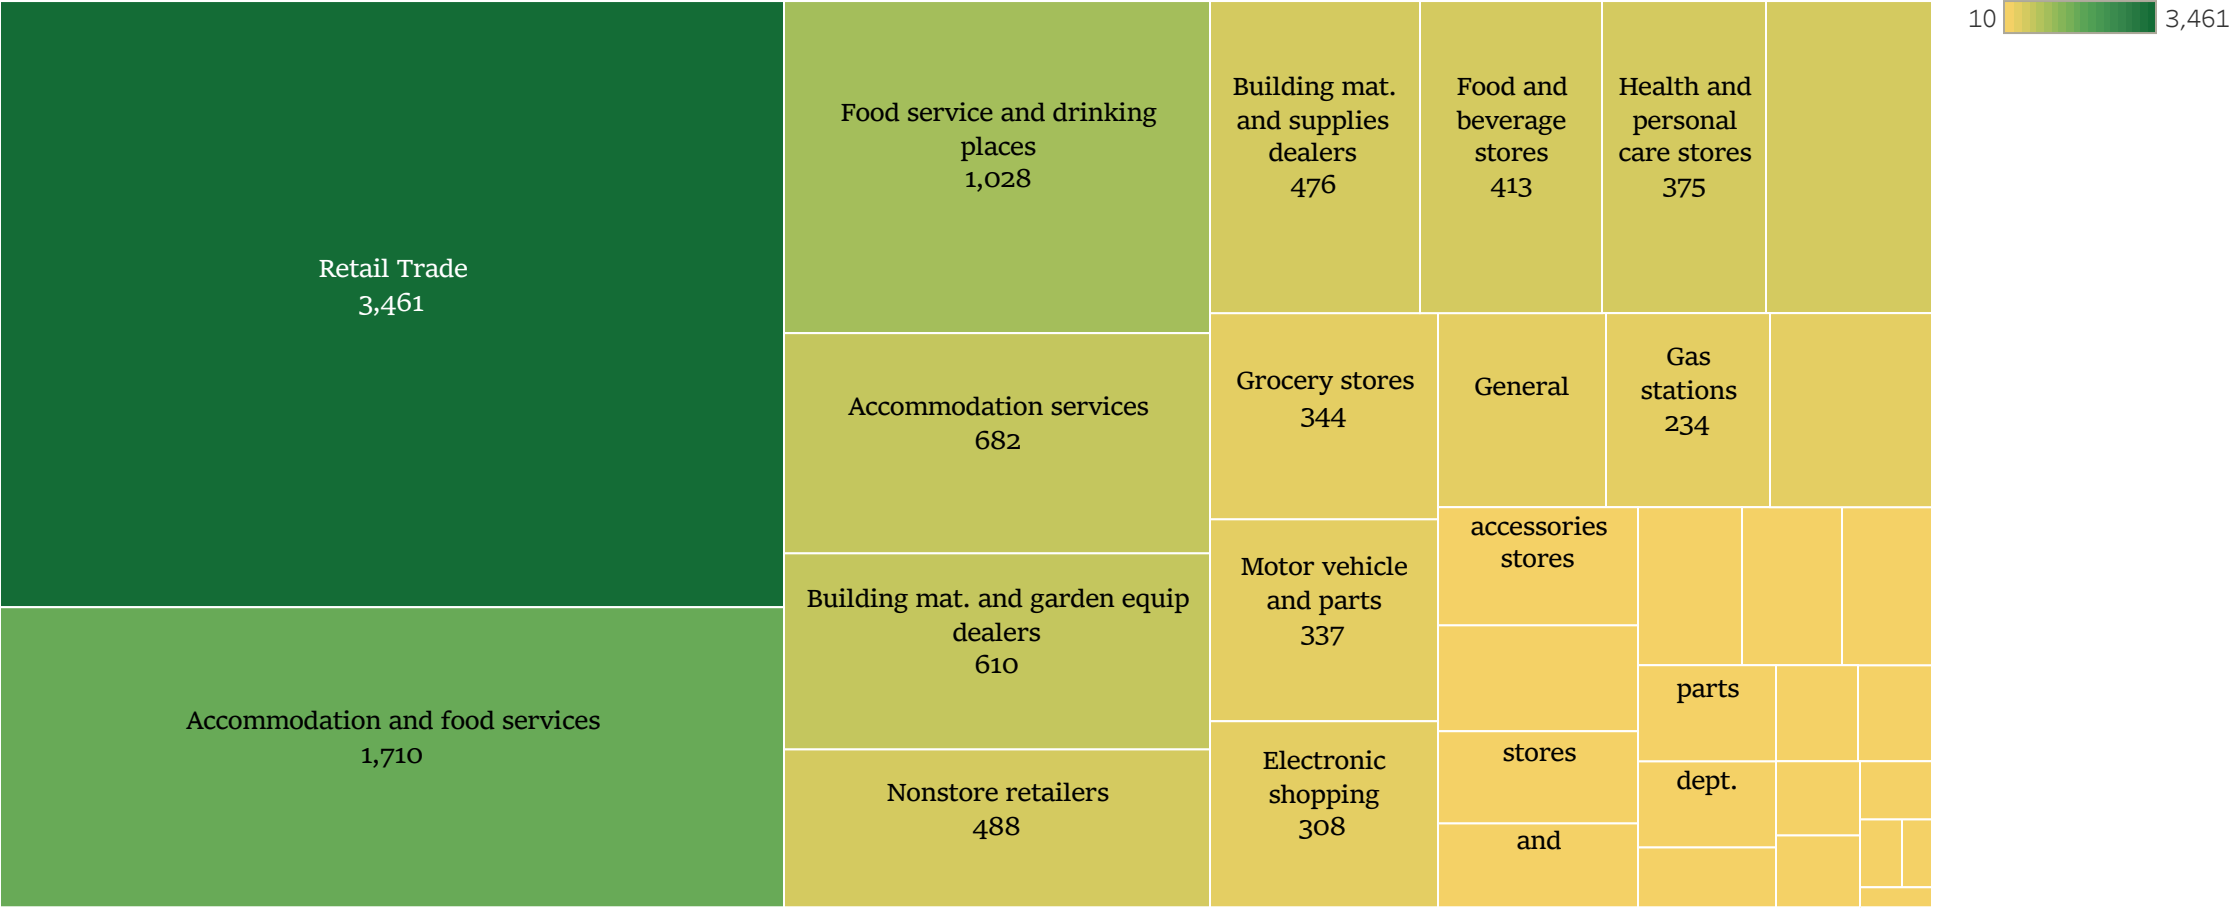 10
3,461
Retail Trade
3,461
Accommodation and food services
1,710
Food service and drinking
places
1,028
Accommodation services
682
Building mat. and garden equip
dealers
610
Nonstore retailers
488
Building mat.
and supplies
dealers
476
Food and
beverage
stores
413
Health and
personal
care stores
375
Grocery stores
344
General
Gas
stations
234
Motor vehicle
and parts
337
Electronic
shopping
308
accessories
stores
stores
and
parts
dept.